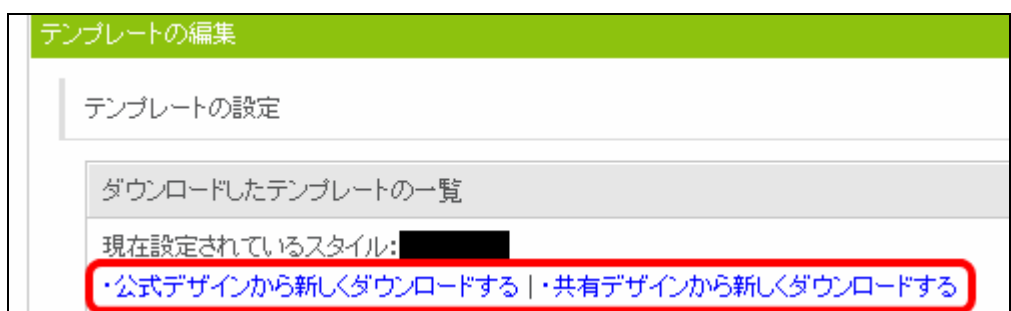 テンプレートの編集
テンプレートの設定
ダウンロードしたテンプレートの一覧
現在設定されているスタイル:
・公式デザインから新しくダウンロードする | ・共有デザインから新しくダウンロードする